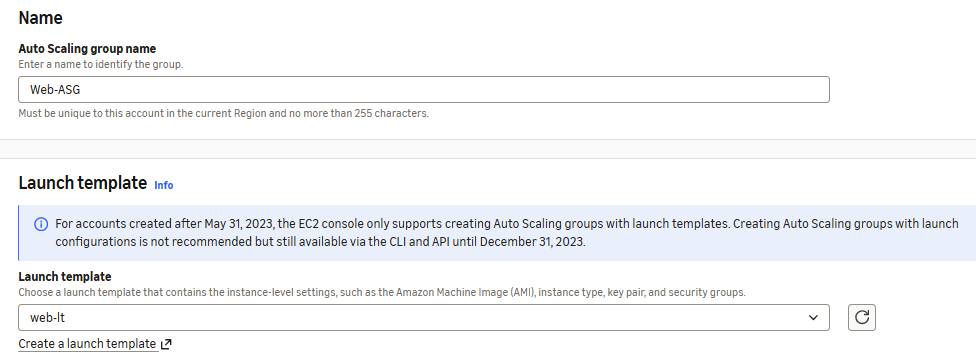 Name
Auto Scaling group name
Enter a name to identify the group.
Web-ASG
Must be unique to this account in the current Region and no more than 255 characters.
Launch template Info
For accounts created after May 31, 2023, the EC2 console only supports creating Auto Scaling groups with launch templates. Creating Auto Scaling groups with launch
configurations is not recommended but still available via the CLI and API until December 31, 2023.
Launch template
Choose a launch template that contains the instance-level settings, such as the Amazon Machine Image (AMI), instance type, key pair, and security groups.
web-lt
Create a launch template